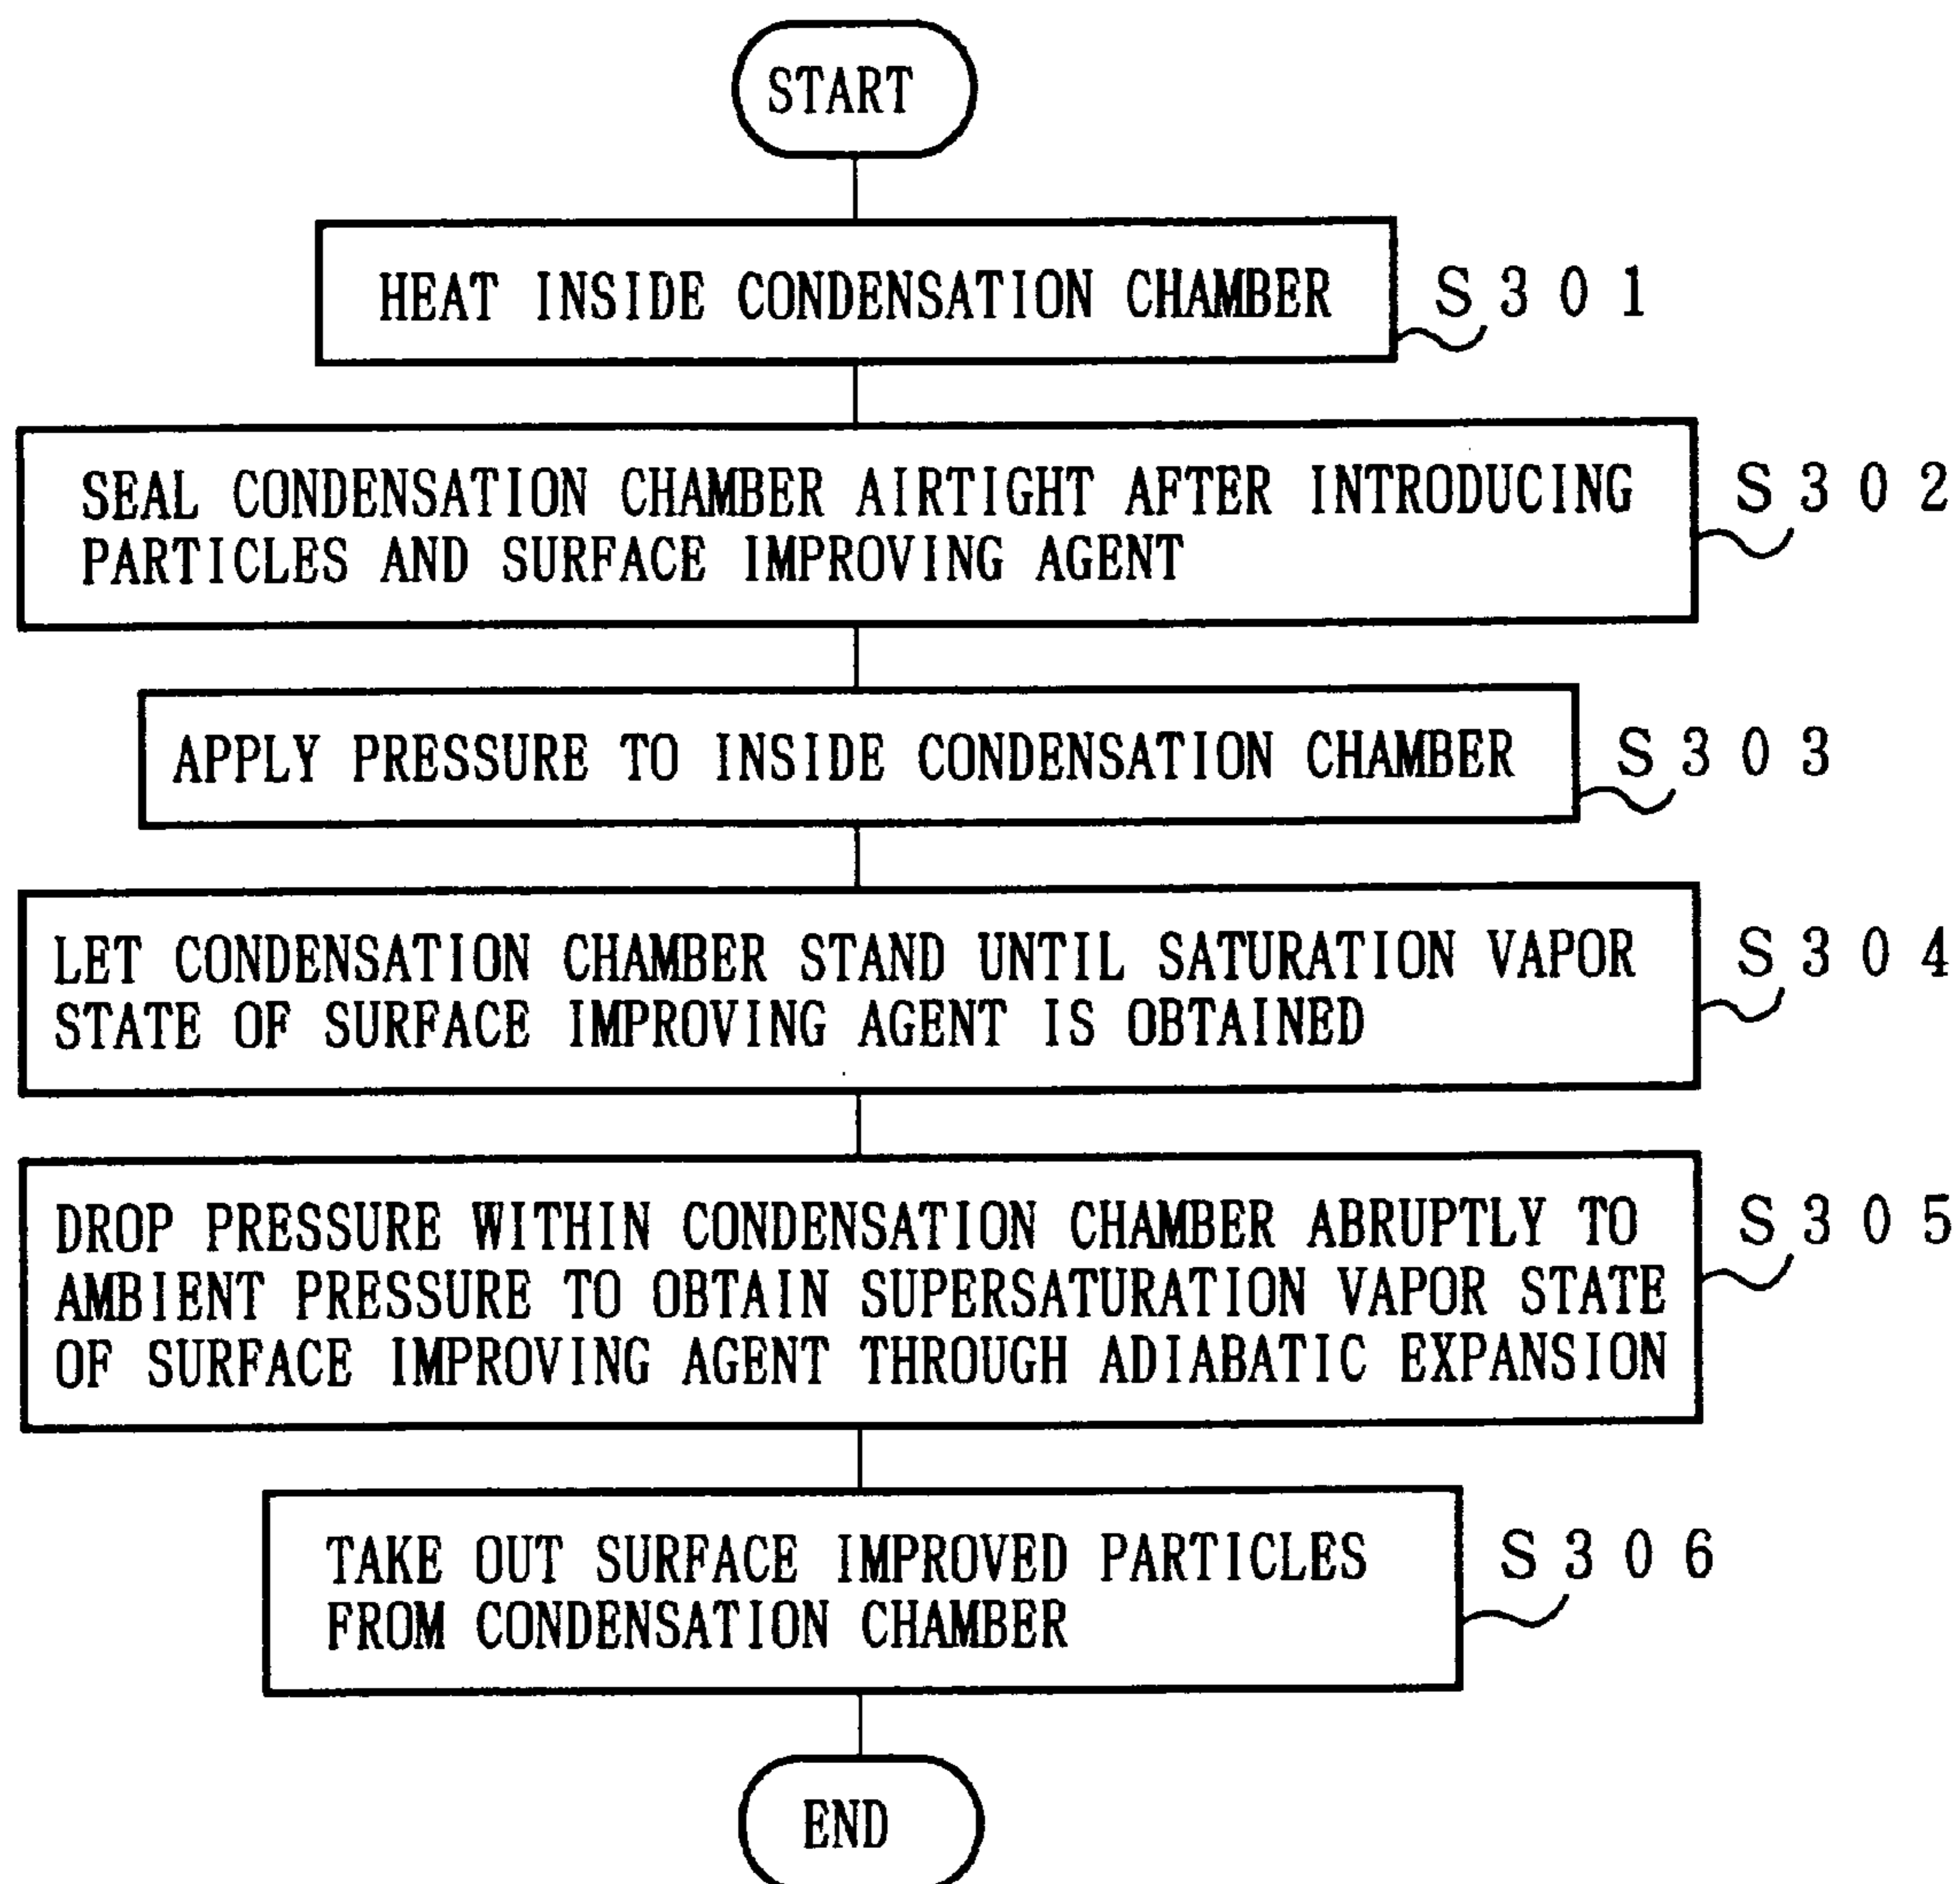 START
HEAT INSIDE CONDENSATION CHAMBER
S301
SEAL CONDENSATION CHAMBER AIRTIGHT AFTER INTRODUCING
PARTICLES AND SURFACE IMPROVING AGENT
S302
APPLY PRESSURE TO INSIDE CONDENSATION CHAMBER
S303
LET CONDENSATION CHAMBER STAND UNTIL SATURATION VAPOR
STATE OF SURFACE IMPROVING AGENT IS OBTAINED
S304
DROP PRESSURE WITHIN CONDENSATION CHAMBER ABRUPTLY TO
AMBIENT PRESSURE TO OBTAIN SUPERSATURATION VAPOR STATE
OF SURFACE IMPROVING AGENT THROUGH ADIABATIC EXPANSION
S305
TAKE OUT SURFACE IMPROVED PARTICLES
FROM CONDENSATION CHAMBER
S306
END